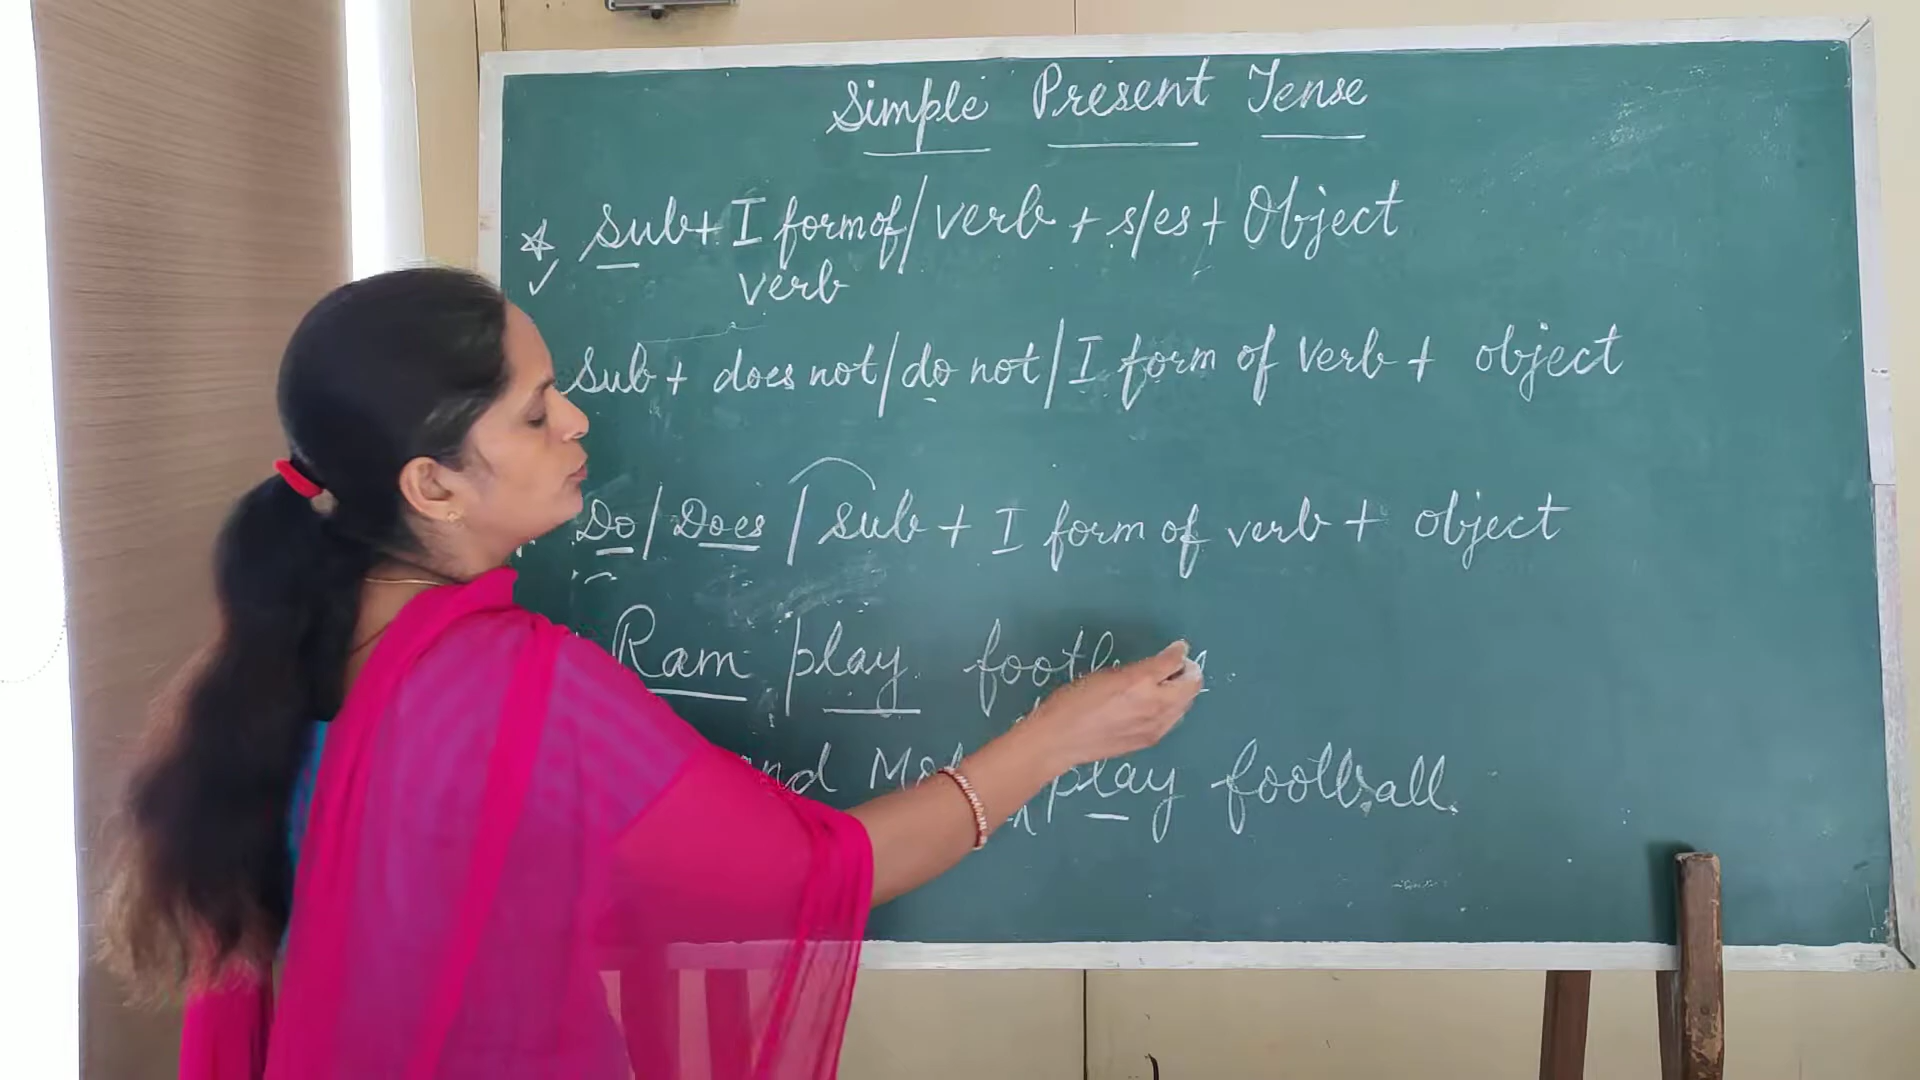 Simple Present Tense
sub + I form of / verb + s/es + Object
verb
sub + does not / do not / I form of verb + object
Do / Does / sub + I form of verb + object
Ram play
play football.